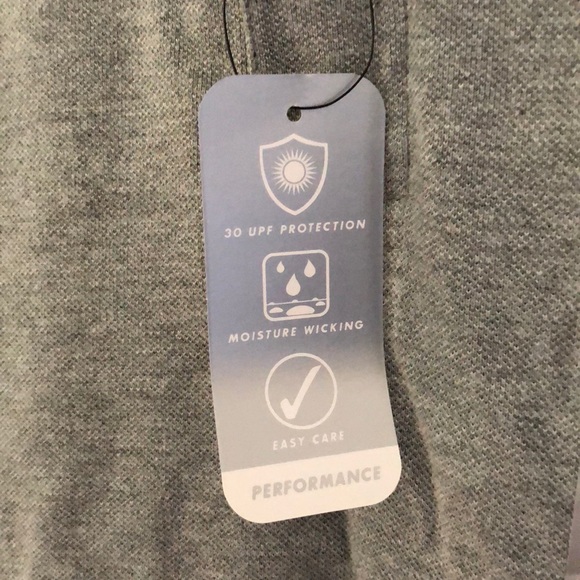 30 UPF PROTECTION
MOISTURE WICKING
EASY CARE
PERFORMANCE